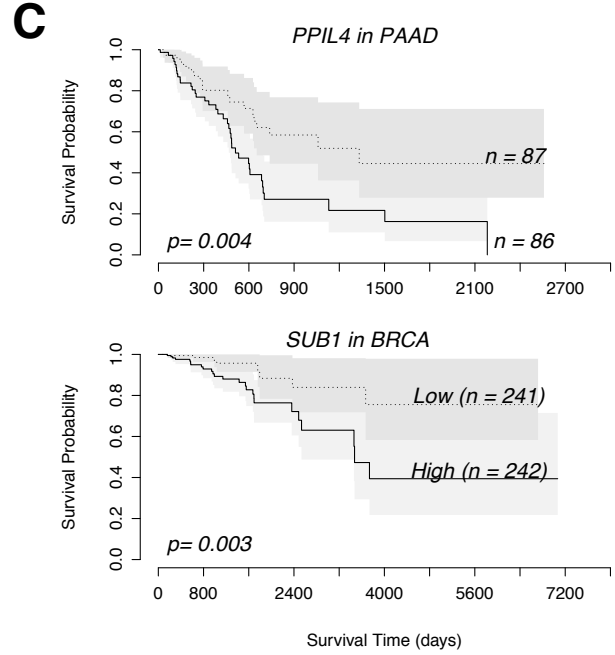 C
PPIL4 in PAAD
Survival Probability
1.0
0.8
0.6
0.4
0.2
0.0
n = 87
n = 86
p= 0.004
0 300 600 900 1500 2100 2700
SUB1 in BRCA
Survival Probability
1.0
0.8
0.6
0.4
0.2
0.0
Low (n = 241)
High (n = 242)
p= 0.003
0 800 2400 4000 5600 7200
Survival Time (days)